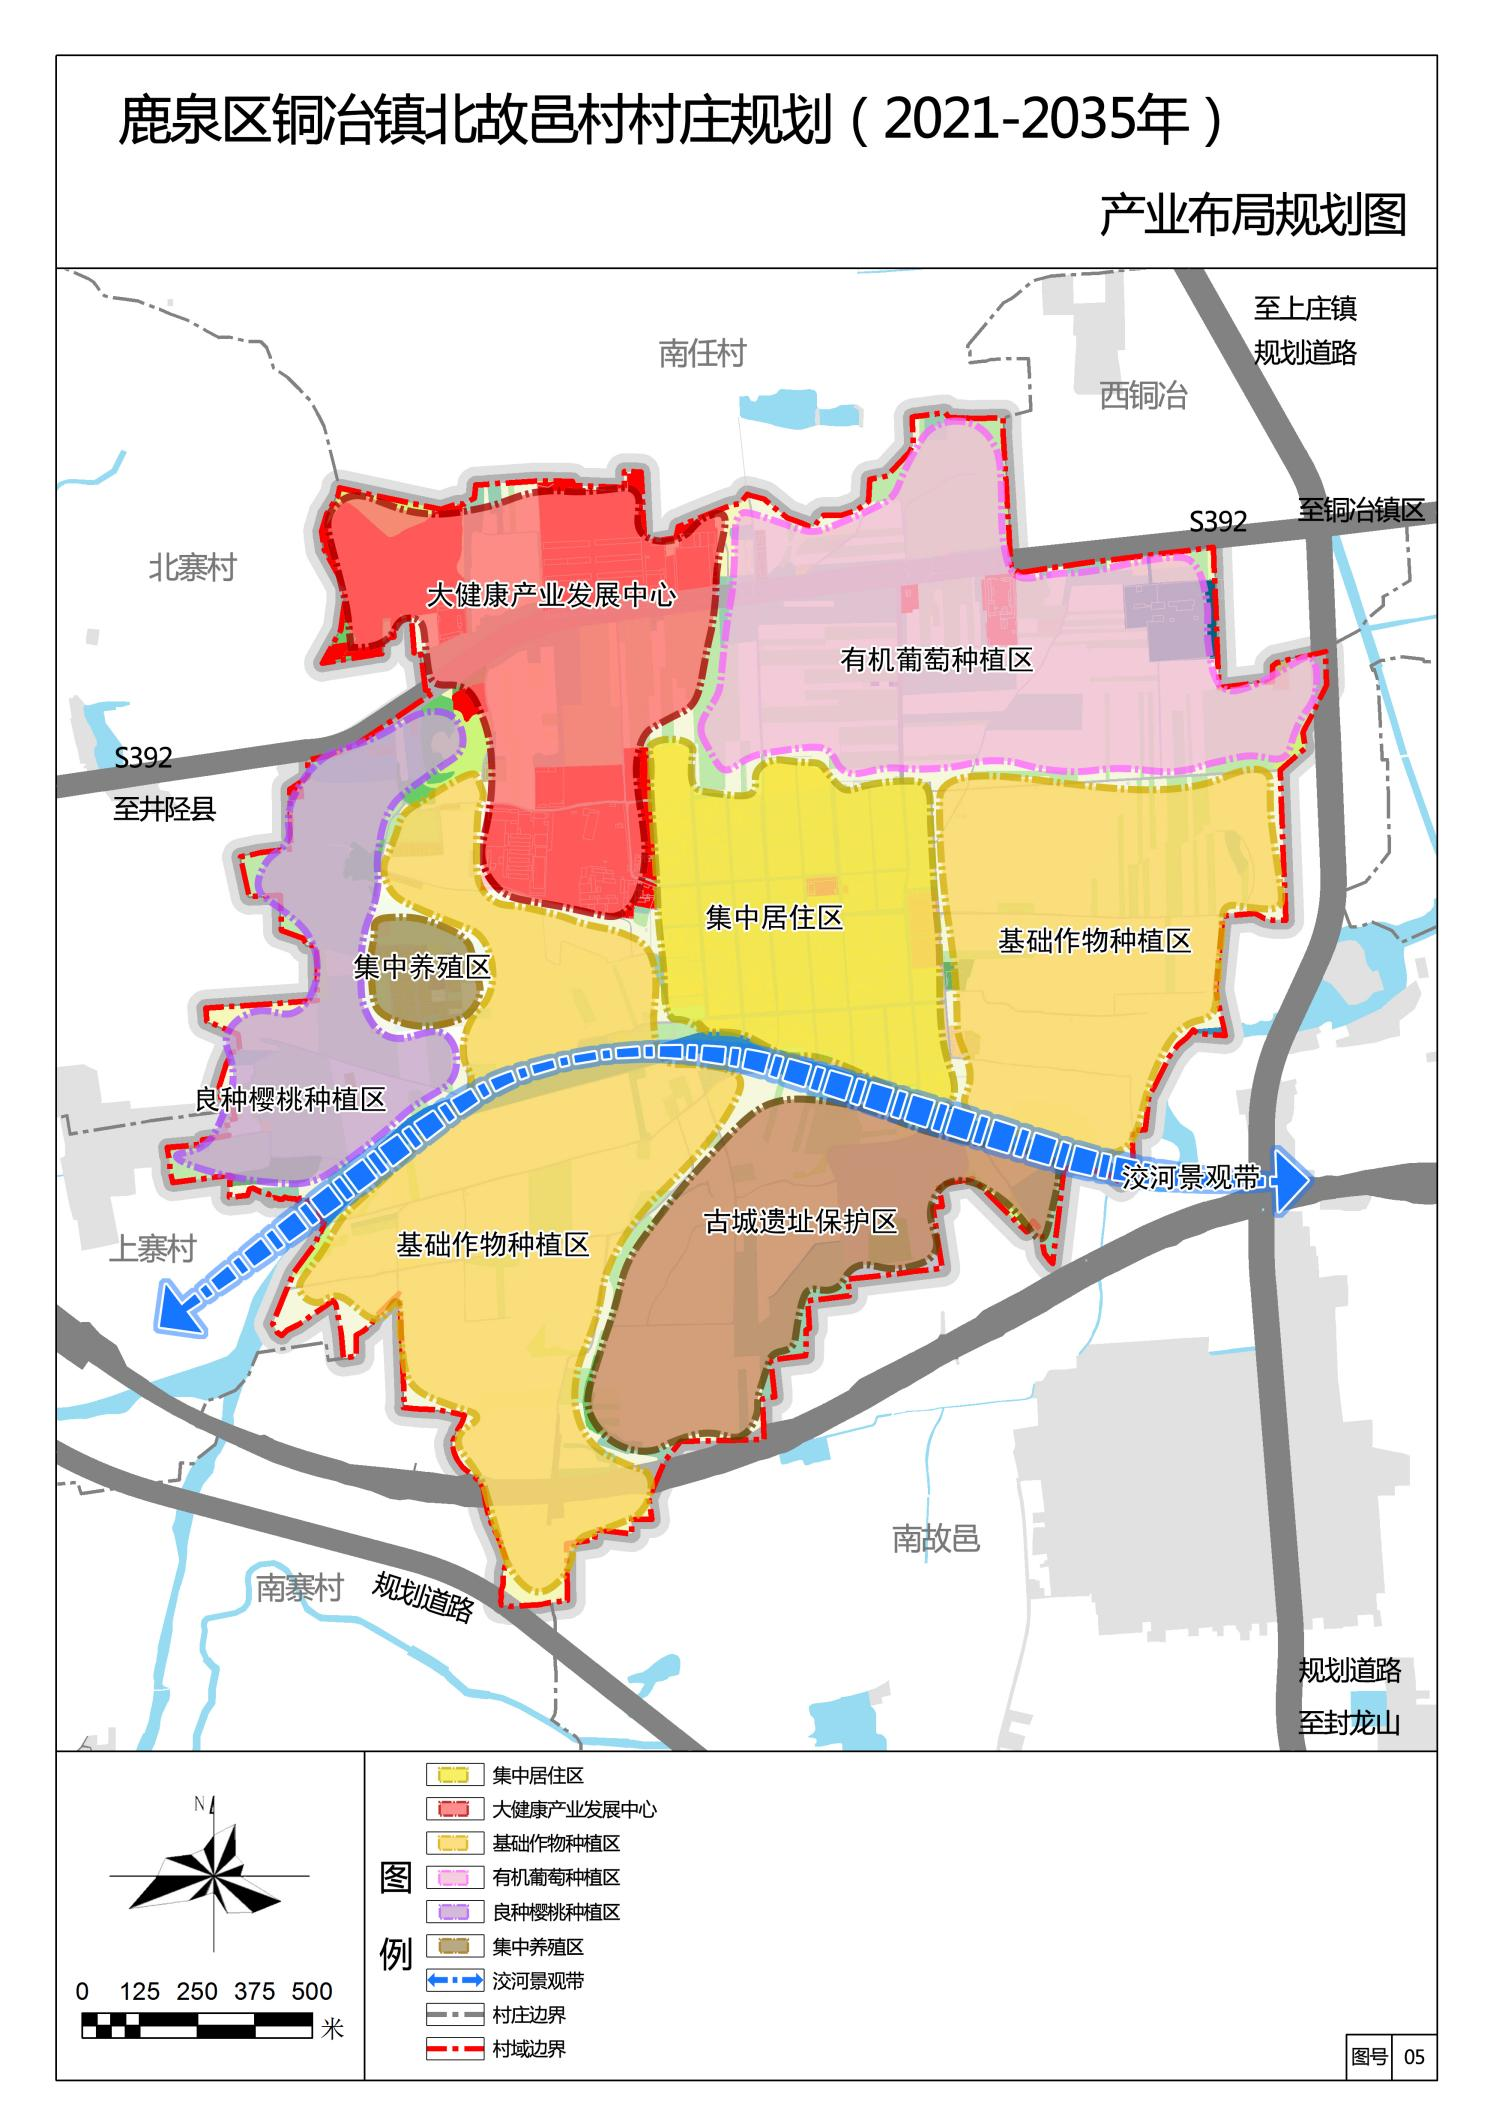 鹿泉区铜冶镇北故邑村村庄规划（2021-2035年）
产业布局规划图
至上庄镇
规划道路
南任村
西铜冶
S392
至铜冶镇区
北寨村
大健康产业发展中心
有机葡萄种植区
S392
至井陉县
集中居住区
基础作物种植区
集中养殖区
良种樱桃种植区
洨河景观带
上寨村
基础作物种植区
古城遗址保护区
南故邑
南寨村
规划道路
规划道路
至封龙山
N
0 125 250 375 500
米
图例
集中居住区
大健康产业发展中心
基础作物种植区
有机葡萄种植区
良种樱桃种植区
集中养殖区
洨河景观带
村庄边界
村域边界
图号 05